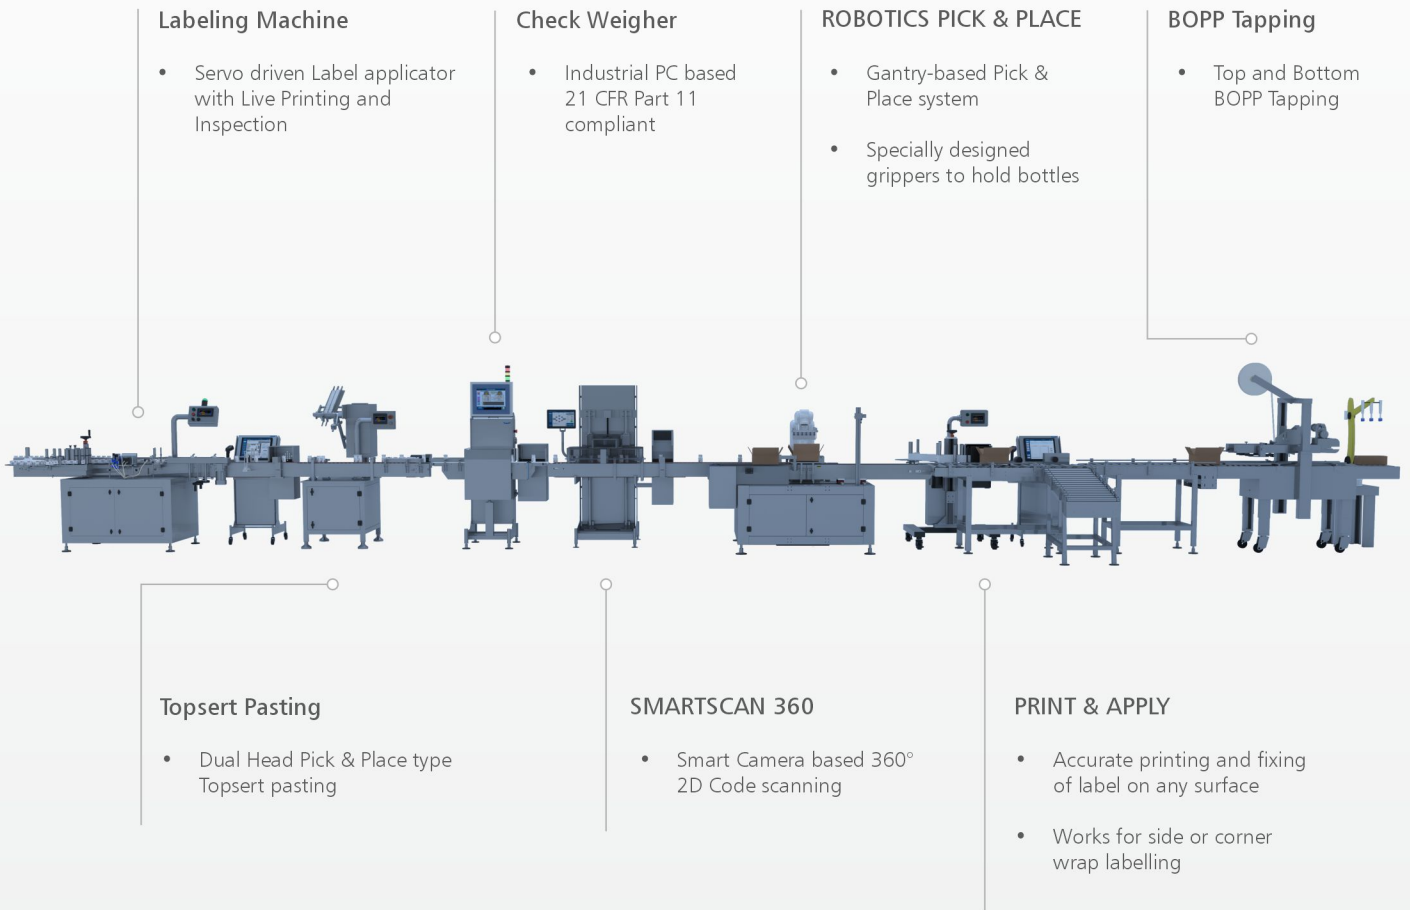 Labeling Machine
• Servo driven Label applicator
with Live Printing and
Inspection
Check Weigher
• Industrial PC based
21 CFR Part 11
compliant
ROBOTICS PICK & PLACE
• Gantry-based Pick &
Place system
• Specially designed
grippers to hold bottles
BOPP Tapping
• Top and Bottom
BOPP Tapping
Topsert Pasting
• Dual Head Pick & Place type
Topsert pasting
SMARTSCAN 360
• Smart Camera based 360°
2D Code scanning
PRINT & APPLY
• Accurate printing and fixing
of label on any surface
• Works for side or corner
wrap labelling